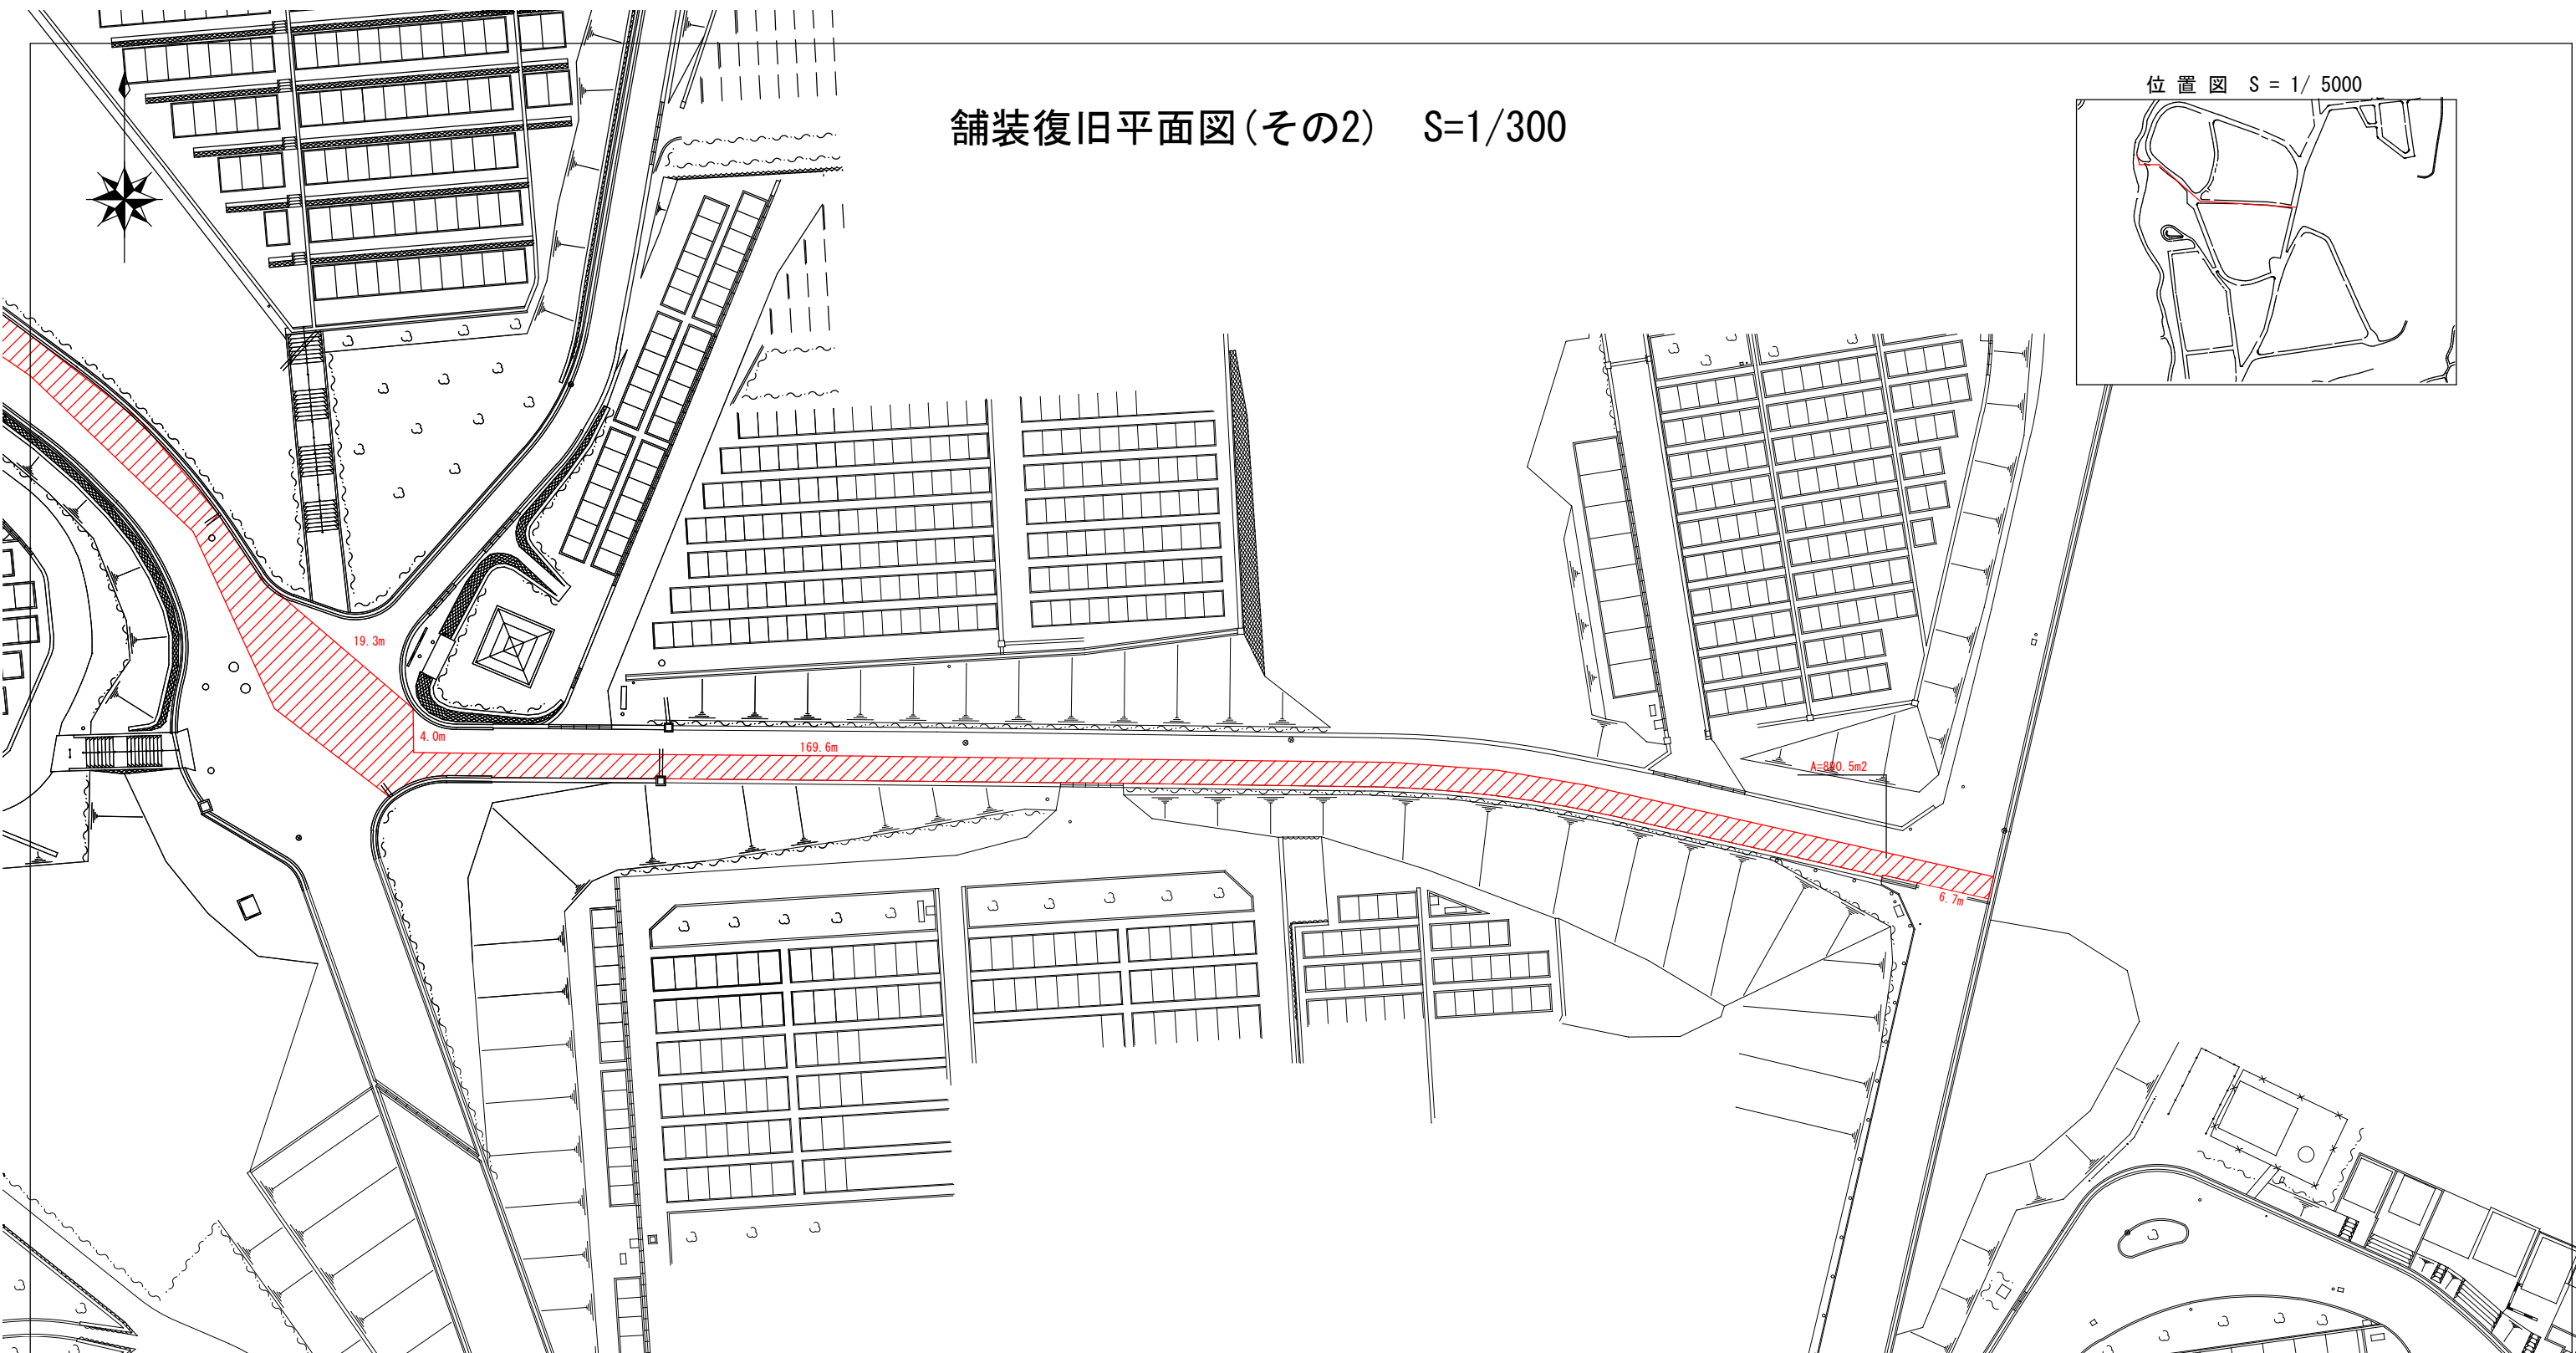 位 置 図 S = 1/ 5000
舗装復旧平面図(その2) S=1/300
19.3m
4.0m
169.6m
6.7m